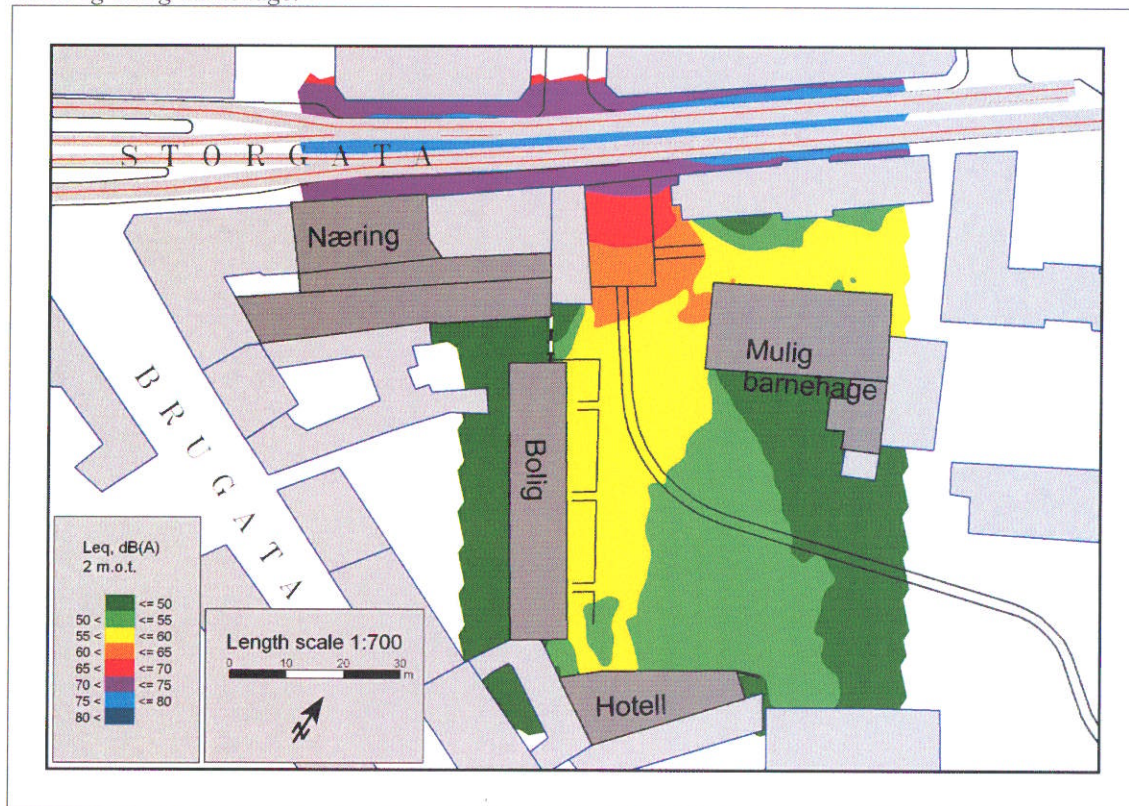 STORGATA
Næring
Mulig
barnehage
Bolig
BRUGATA
Hotell
Leq, dB(A)
2 m.o.t.
<= 50
50 < <= 55
55 < <= 60
60 < <= 65
65 < <= 70
70 < <= 75
75 < <= 80
80 <
Length scale 1:700
0 10 20 30
m
N